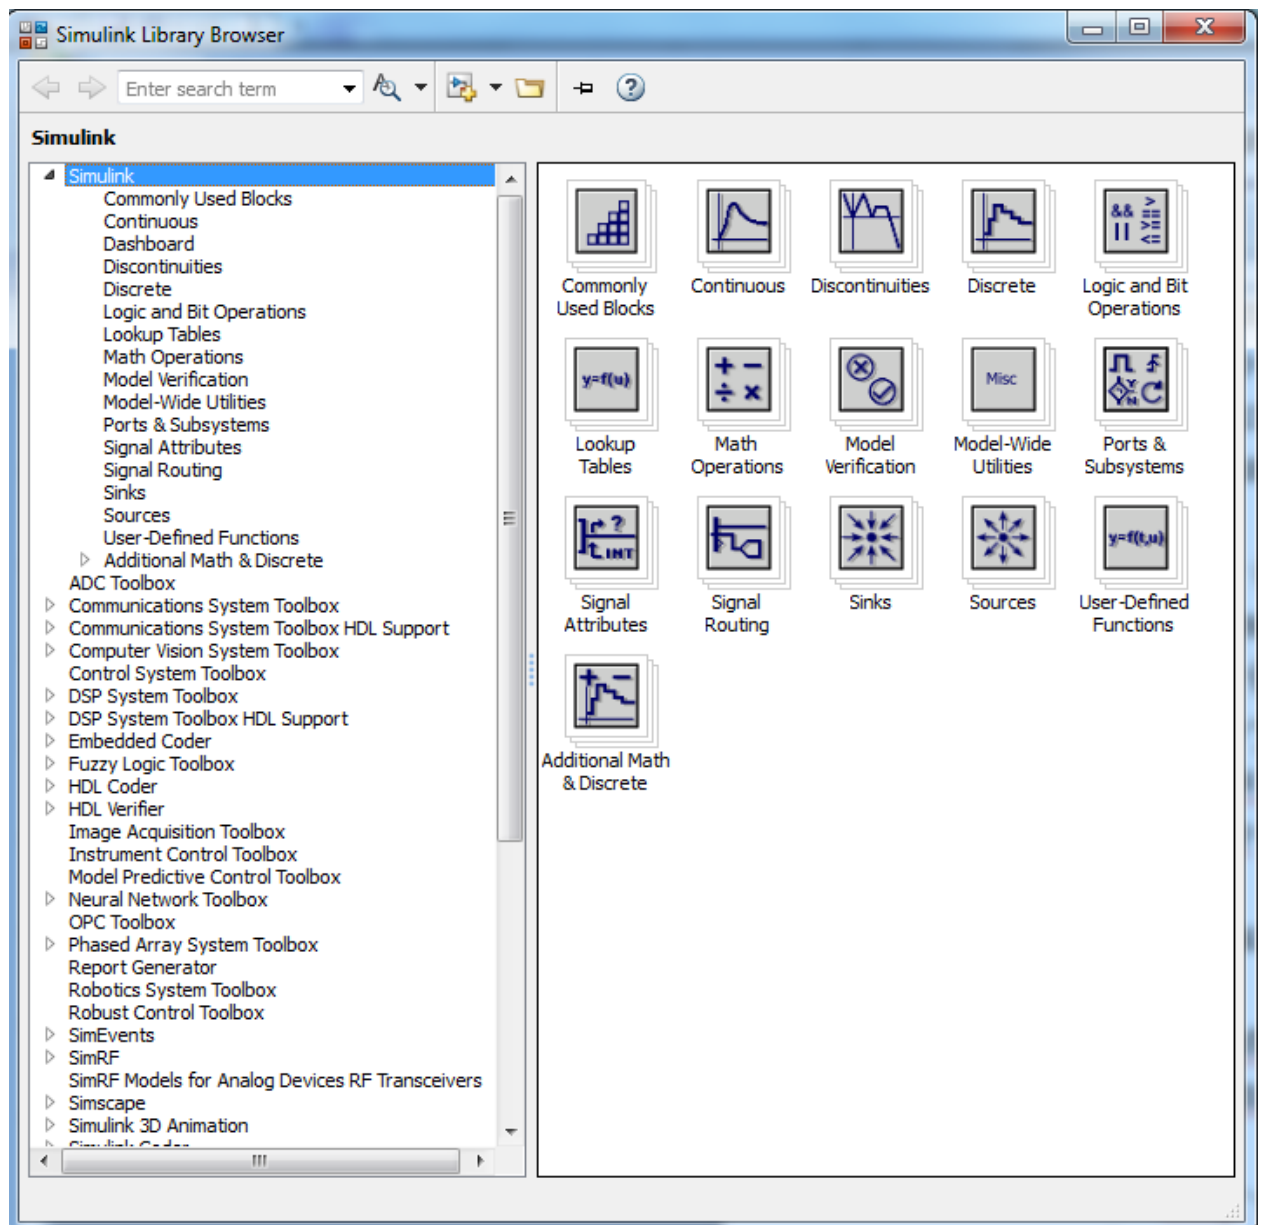 Simulink Library Browser
Enter search term
Simulink
Simulink
Commonly Used Blocks
Continuous
Dashboard
Discontinuities
Discrete
Logic and Bit Operations
Lookup Tables
Math Operations
Model Verification
Model-Wide Utilities
Ports & Subsystems
Signal Attributes
Signal Routing
Sinks
Sources
User-Defined Functions
Additional Math & Discrete
ADC Toolbox
Communications System Toolbox
Communications System Toolbox HDL Support
Computer Vision System Toolbox
Control System Toolbox
DSP System Toolbox
DSP System Toolbox HDL Support
Embedded Coder
Fuzzy Logic Toolbox
HDL Coder
HDL Verifier
Image Acquisition Toolbox
Instrument Control Toolbox
Model Predictive Control Toolbox
Neural Network Toolbox
OPC Toolbox
Phased Array System Toolbox
Report Generator
Robotics System Toolbox
Robust Control Toolbox
SimEvents
SimRF
SimRF Models for Analog Devices RF Transceivers
Simscape
Simulink 3D Animation
Simulink Coder
&& > ==
|| >= <=
Commonly
Used Blocks
Continuous
Discontinuities
Discrete
Logic and Bit
Operations
y=f(u)
+ −
÷ ×
Misc
Y
N
Lookup
Tables
Math
Operations
Model
Verification
Model-Wide
Utilities
Ports &
Subsystems
?
INT
y=f(t,u)
Signal
Attributes
Signal
Routing
Sinks
Sources
User-Defined
Functions
+ −
Additional Math
& Discrete